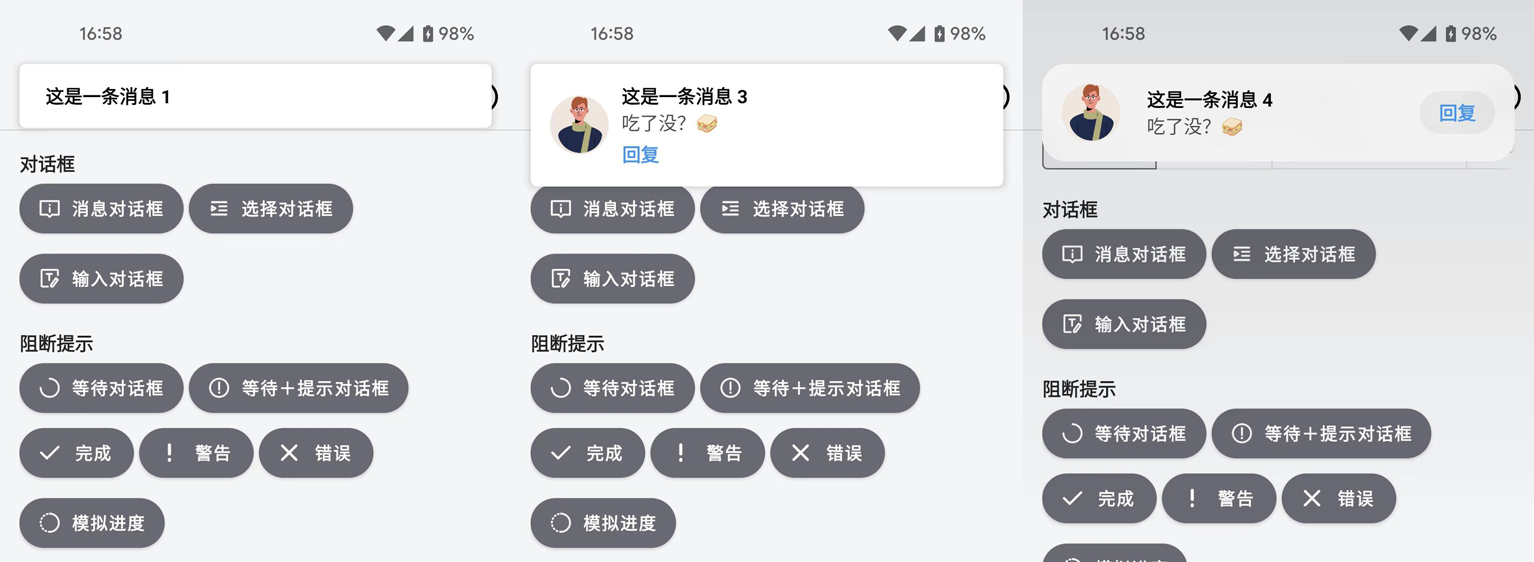 16:58 98%
这是一条消息 1
对话框
消息对话框 选择对话框
输入对话框
阻断提示
等待对话框 等待+提示对话框
完成 警告 错误
模拟进度
16:58 98%
这是一条消息 3
吃了没？🥪
回复
消息对话框 选择对话框
输入对话框
阻断提示
等待对话框 等待+提示对话框
完成 警告 错误
模拟进度
16:58 98%
这是一条消息 4
吃了没？🥪
回复
对话框
消息对话框 选择对话框
输入对话框
阻断提示
等待对话框 等待+提示对话框
完成 警告 错误